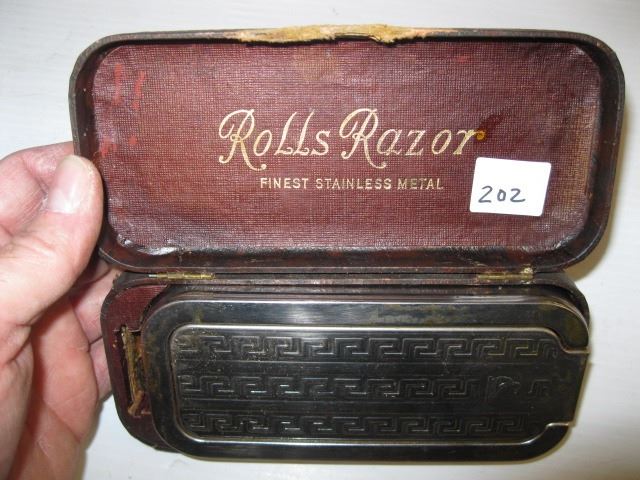 Rolls Razor
FINEST STAINLESS METAL
202